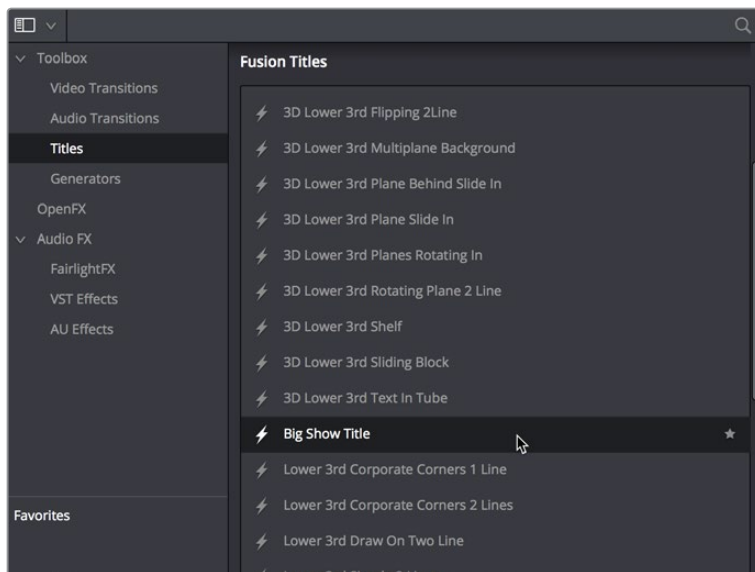 Toolbox
Video Transitions
Audio Transitions
Titles
Generators
OpenFX
Audio FX
FairlightFX
VST Effects
AU Effects
Favorites
Fusion Titles
3D Lower 3rd Flipping 2Line
3D Lower 3rd Multiplane Background
3D Lower 3rd Plane Behind Slide In
3D Lower 3rd Plane Slide In
3D Lower 3rd Planes Rotating In
3D Lower 3rd Rotating Plane 2 Line
3D Lower 3rd Shelf
3D Lower 3rd Sliding Block
3D Lower 3rd Text In Tube
Big Show Title
Lower 3rd Corporate Corners 1 Line
Lower 3rd Corporate Corners 2 Lines
Lower 3rd Draw On Two Line